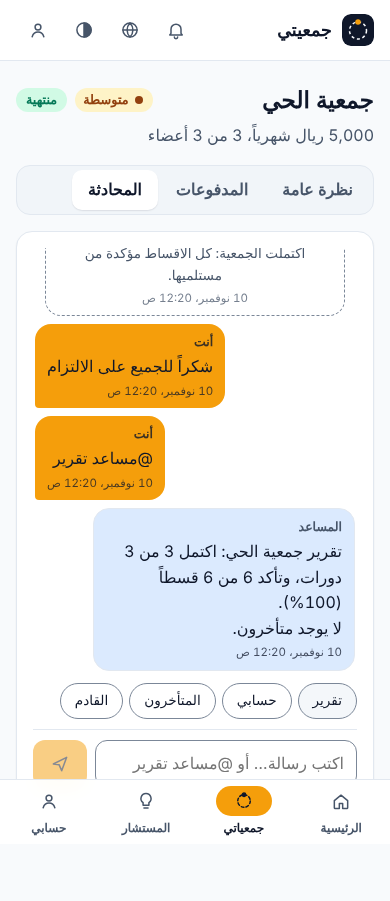 جمعيتي
جمعية الحي
متوسطة
منتهية
5,000 ريال شهرياً، 3 من 3 أعضاء
نظرة عامة
المدفوعات
المحادثة
اكتملت الجمعية: كل الاقساط مؤكدة من
مستلميها.
10 نوفمبر، 12:20 ص
أنت
شكراً للجميع على الالتزام
10 نوفمبر، 12:20 ص
أنت
@مساعد تقرير
10 نوفمبر، 12:20 ص
المساعد
تقرير جمعية الحي: اكتمل 3 من 3
دورات، وتأكد 6 من 6 قسطاً
(100%).
لا يوجد متأخرون.
10 نوفمبر، 12:20 ص
تقرير
حسابي
المتأخرون
القادم
اكتب رسالة... أو @مساعد تقرير
الرئيسية
جمعياتي
المستشار
حسابي